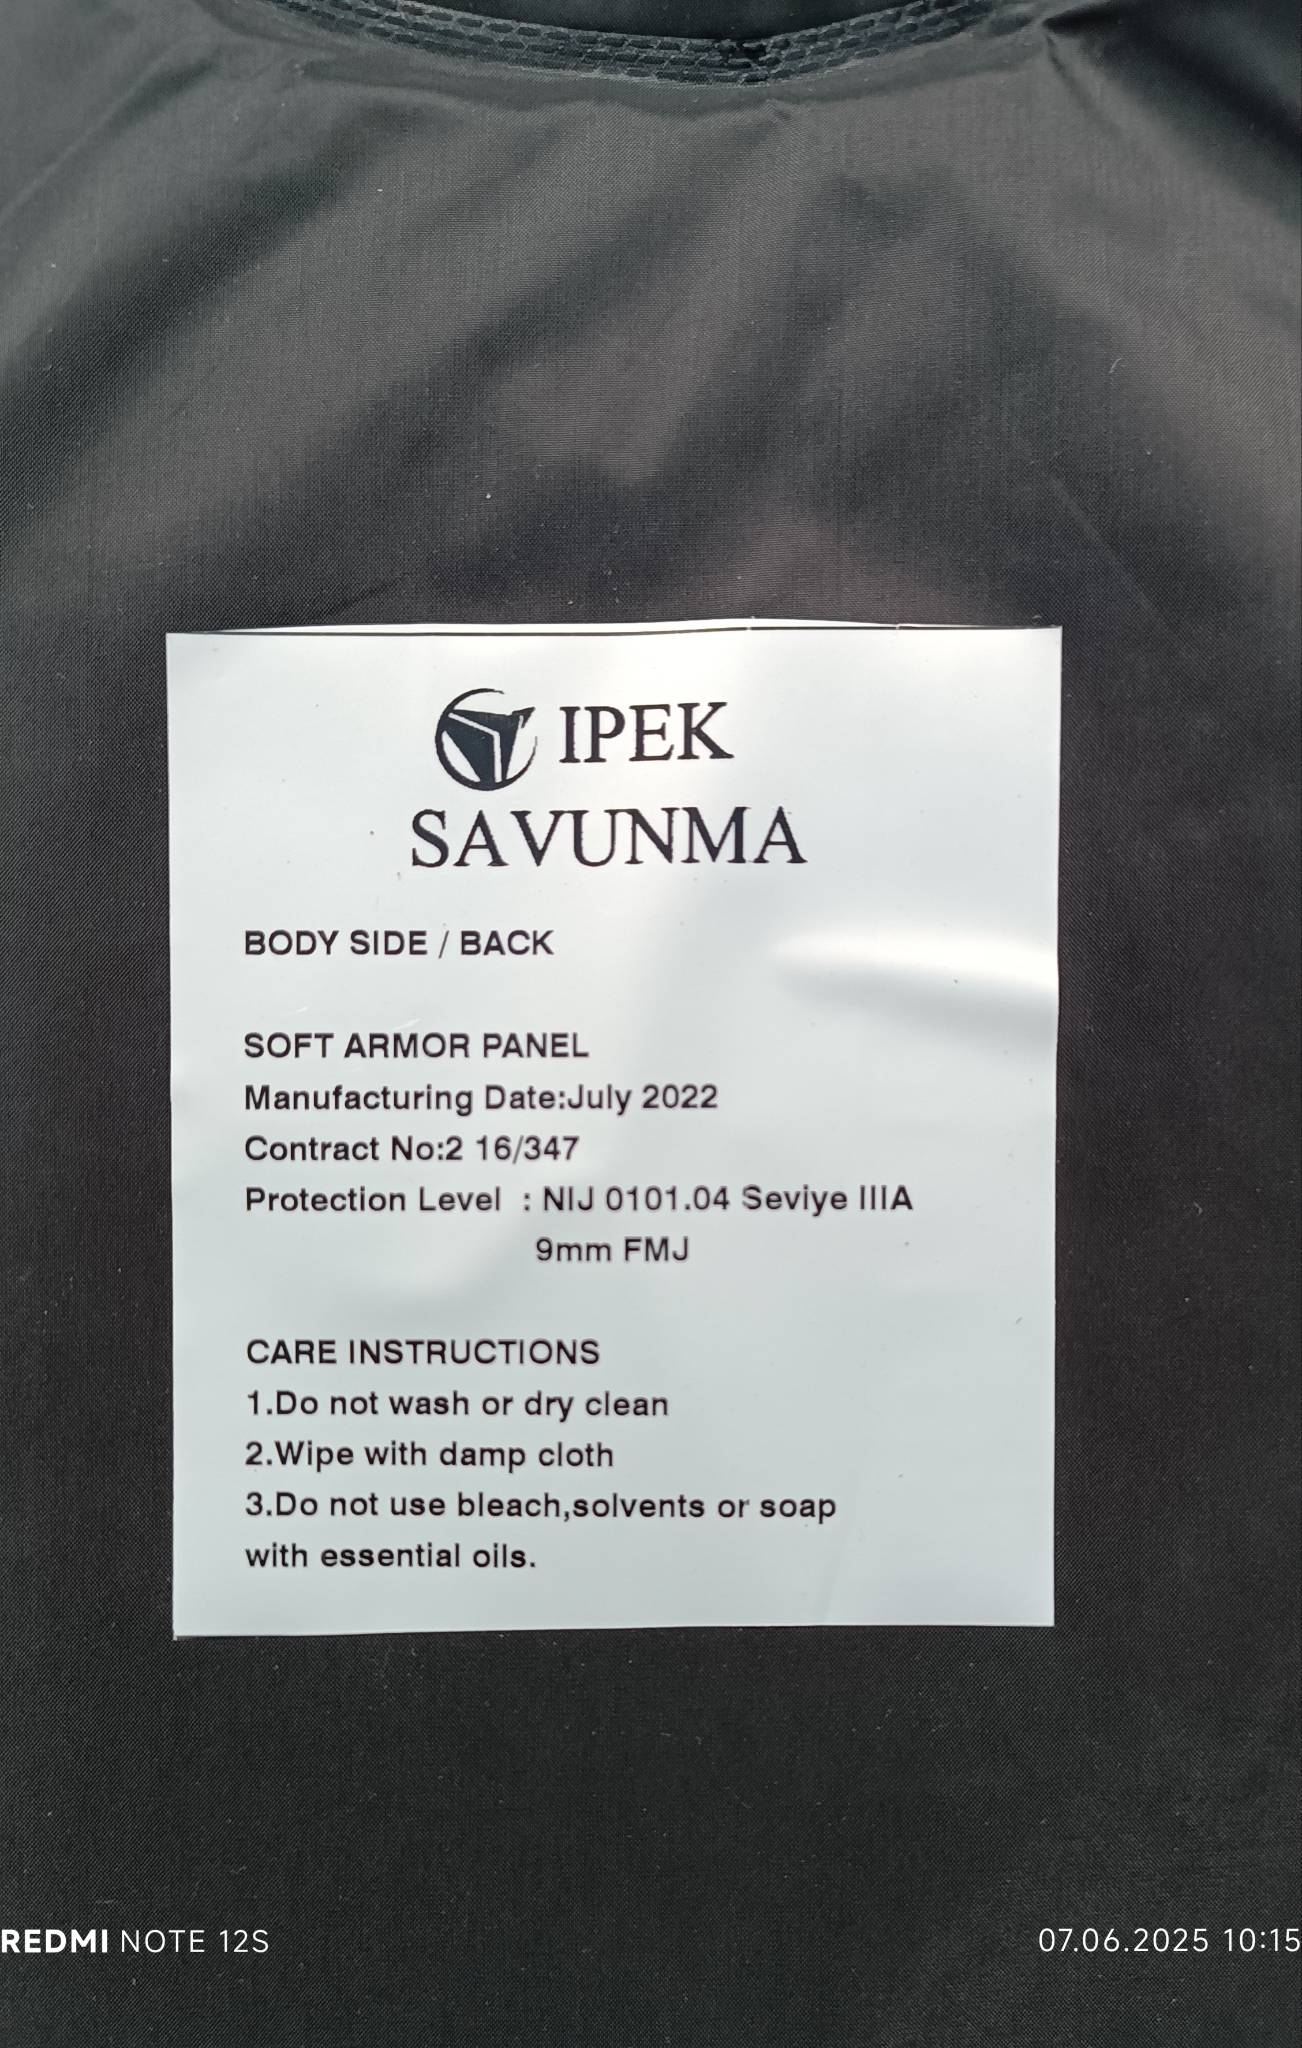 IPEK
SAVUNMA
BODY SIDE / BACK
SOFT ARMOR PANEL
Manufacturing Date:July 2022
Contract No:2 16/347
Protection Level : NIJ 0101.04 Seviye IIIA
9mm FMJ
CARE INSTRUCTIONS
1.Do not wash or dry clean
2.Wipe with damp cloth
3.Do not use bleach,solvents or soap
with essential oils.
REDMI NOTE 12S
07.06.2025 10:15